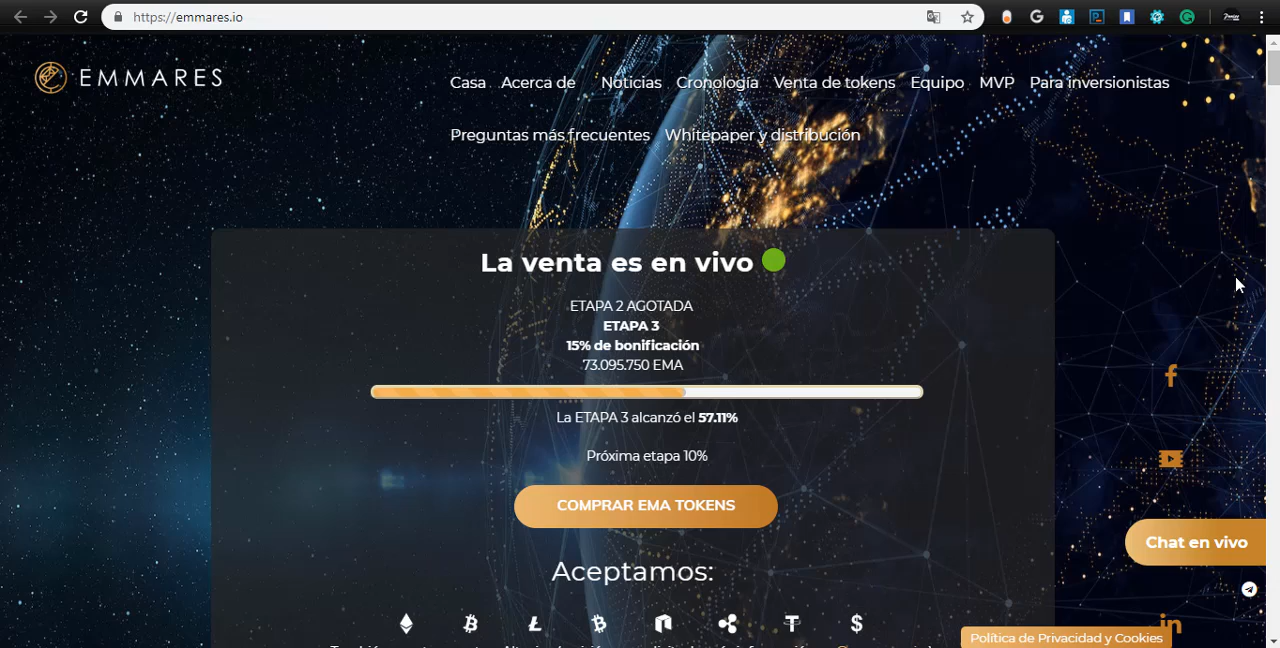 https://emmares.io
EMMARES
Casa Acerca de Noticias Cronología Venta de tokens Equipo MVP Para inversionistas
Preguntas más frecuentes Whitepaper y distribución
La venta es en vivo
ETAPA 2 AGOTADA
ETAPA 3
15% de bonificación
73.095.750 EMA
La ETAPA 3 alcanzó el 57.11%
Próxima etapa 10%
COMPRAR EMA TOKENS
Chat en vivo
Aceptamos:
Política de Privacidad y Cookies